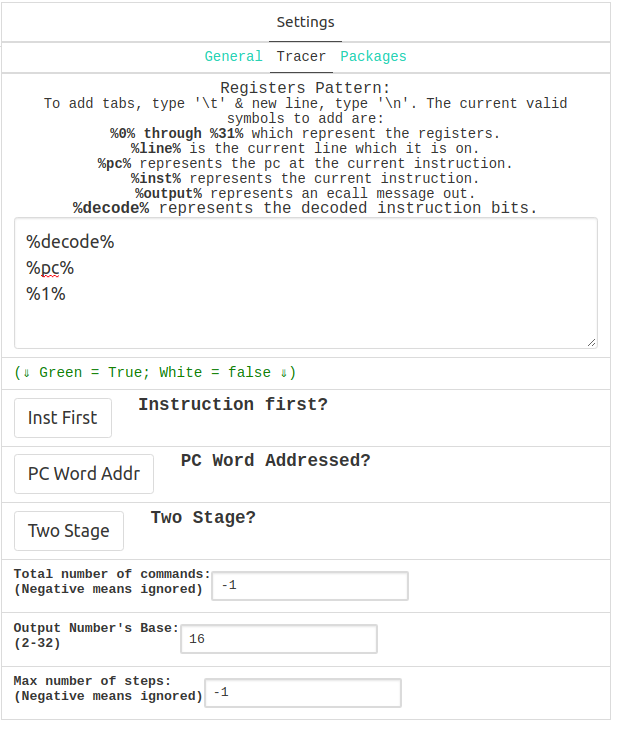 Settings
General Tracer Packages
Registers Pattern:
To add tabs, type '\t' & new line, type '\n'. The current valid
symbols to add are:
%0% through %31% which represent the registers.
%line% is the current line which it is on.
%pc% represents the pc at the current instruction.
%inst% represents the current instruction.
%output% represents an ecall message out.
%decode% represents the decoded instruction bits.
%decode%
%pc%
%1%
(⇓ Green = True; White = false ⇓)
Inst First Instruction first?
PC Word Addr PC Word Addressed?
Two Stage Two Stage?
Total number of commands:
(Negative means ignored) -1
Output Number's Base:
(2-32) 16
Max number of steps:
(Negative means ignored) -1